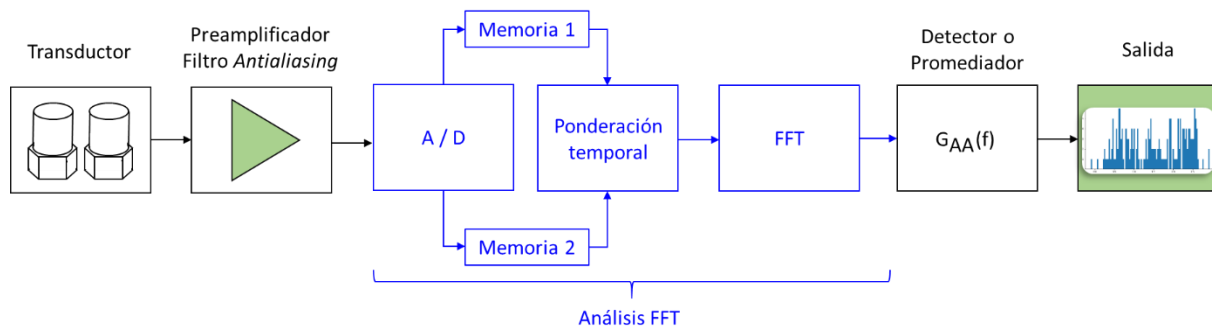 Transductor
Preamplificador
Filtro Antialiasing
A / D
Memoria 1
Memoria 2
Ponderación
temporal
FFT
Detector o
Promediador
GAA(f)
Salida
Análisis FFT